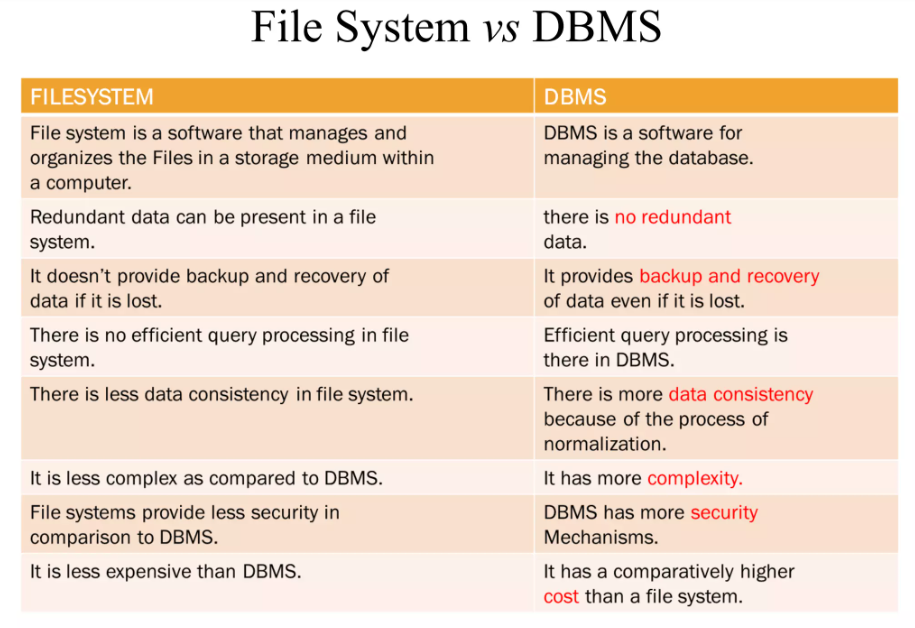 File System vs DBMS
FILESYSTEM
DBMS
File system is a software that manages and
organizes the Files in a storage medium within
a computer.
DBMS is a software for
managing the database.
Redundant data can be present in a file
system.
there is no redundant
data.
It doesn’t provide backup and recovery of
data if it is lost.
It provides backup and recovery
of data even if it is lost.
There is no efficient query processing in file
system.
Efficient query processing is
there in DBMS.
There is less data consistency in file system.
There is more data consistency
because of the process of
normalization.
It is less complex as compared to DBMS.
It has more complexity.
File systems provide less security in
comparison to DBMS.
DBMS has more security
Mechanisms.
It is less expensive than DBMS.
It has a comparatively higher
cost than a file system.